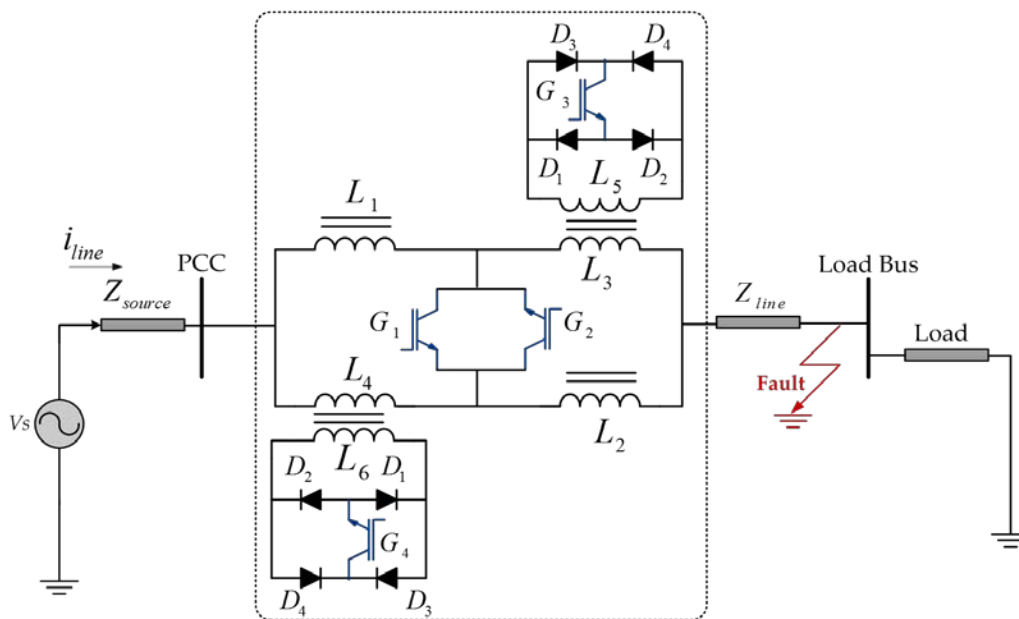 D3 D4
G3
D1 D2
L5
L1
iline
PCC
L3
Load Bus
Zsource
Zline
G1 G2
Load
L4
Fault
Vs
L2
L6
D2 D1
G4
D4 D3